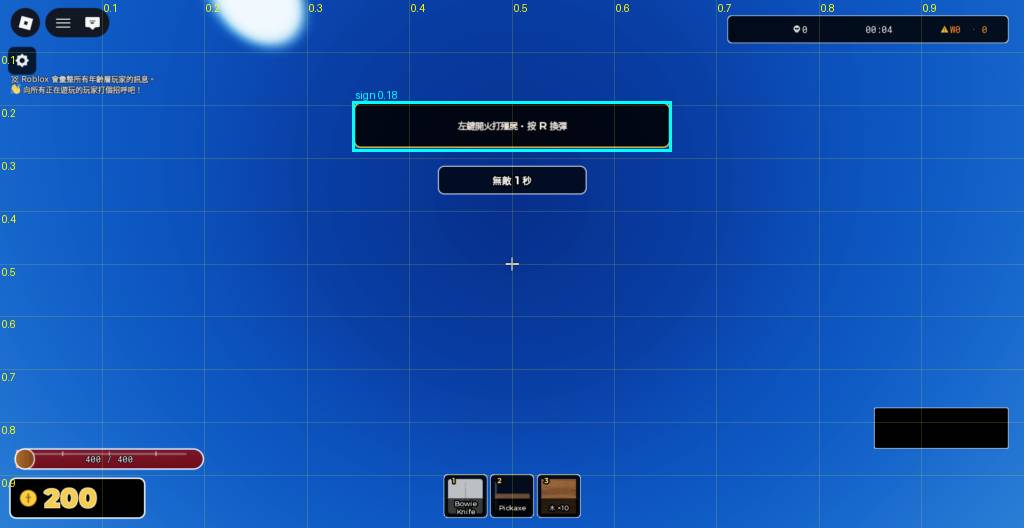 0
00:04
W0 · 0
Roblox 會彙整所有年齡層玩家的訊息。
向所有正在遊玩的玩家打個招呼吧！
sign 0.18
左鍵開火打殭屍・按 R 換彈
無敵 1 秒
400 / 400
200
1
Bowie Knife
2
Pickaxe
3
木 ×10
0.1
0.2
0.3
0.4
0.5
0.6
0.7
0.8
0.9
0.1
0.2
0.3
0.4
0.5
0.6
0.7
0.8
0.9